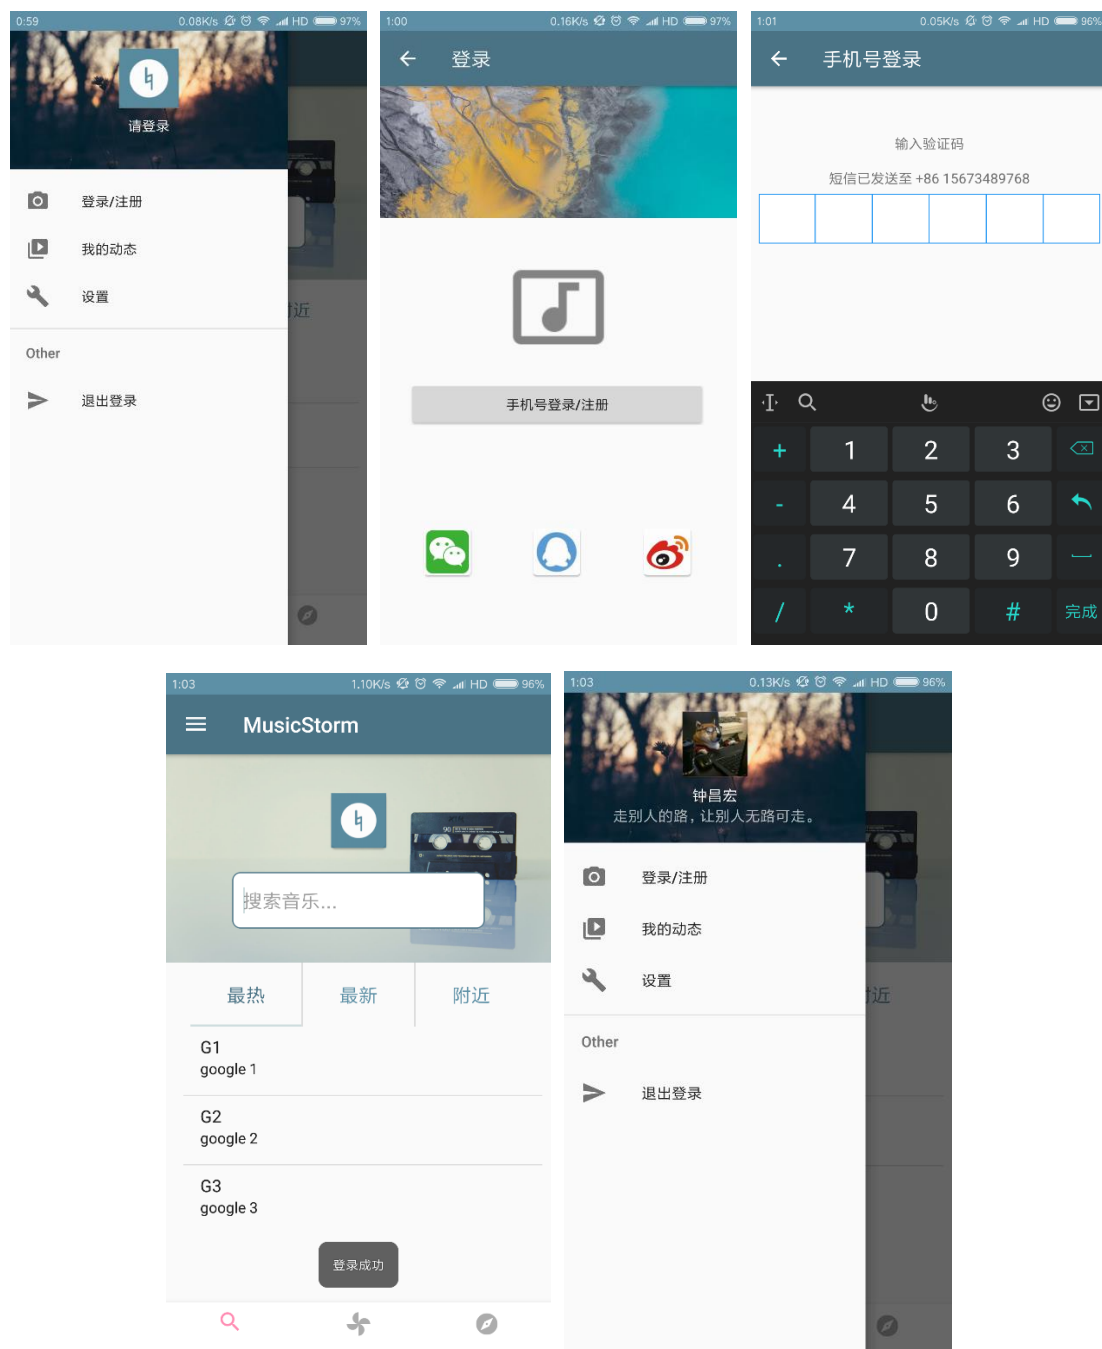 0:59 0.08K/s HD 97%
请登录
登录/注册
我的动态
设置
Other
退出登录
附近
1:00 0.16K/s HD 97%
登录
手机号登录/注册
1:01 0.05K/s HD 96%
手机号登录
输入验证码
短信已发送至 +86 15673489768
+ 1 2 3
- 4 5 6
. 7 8 9
/ * 0 # 完成
1:03 1.10K/s HD 96%
MusicStorm
90
搜索音乐...
最热 最新 附近
G1
google 1
G2
google 2
G3
google 3
登录成功
1:03 0.13K/s HD 96%
钟昌宏
走别人的路，让别人无路可走。
登录/注册
我的动态
设置
附近
Other
退出登录